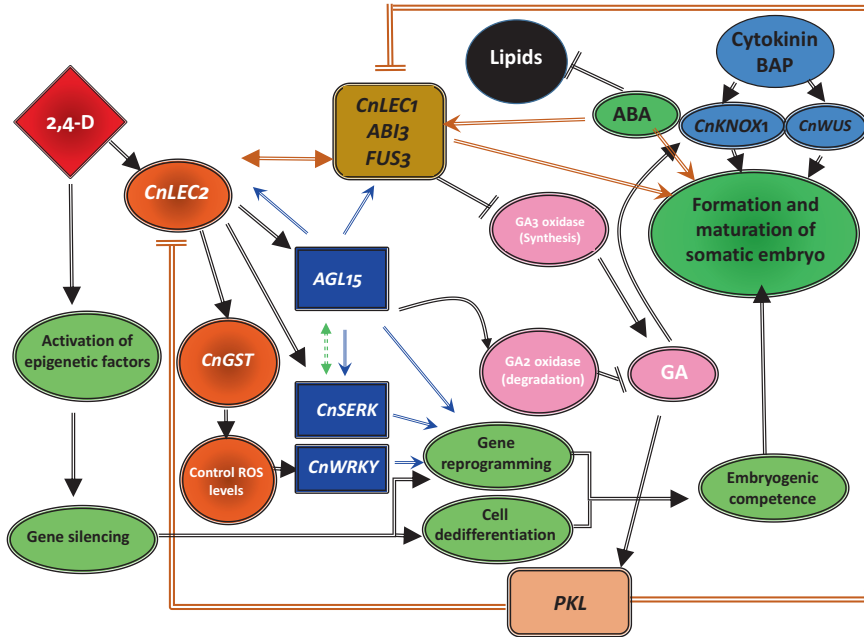 Cytokinin
BAP
Lipids
2,4-D
CnLEC1
ABI3
FUS3
ABA
CnKNOX1
CnWUS
CnLEC2
Formation and
maturation of
somatic embryo
GA3 oxidase
(Synthesis)
AGL15
Activation of
epigenetic factors
CnGST
GA2 oxidase
(degradation)
GA
CnSERK
Gene
reprogramming
Control ROS
levels
CnWRKY
Embryogenic
competence
Cell
dedifferentiation
Gene silencing
PKL